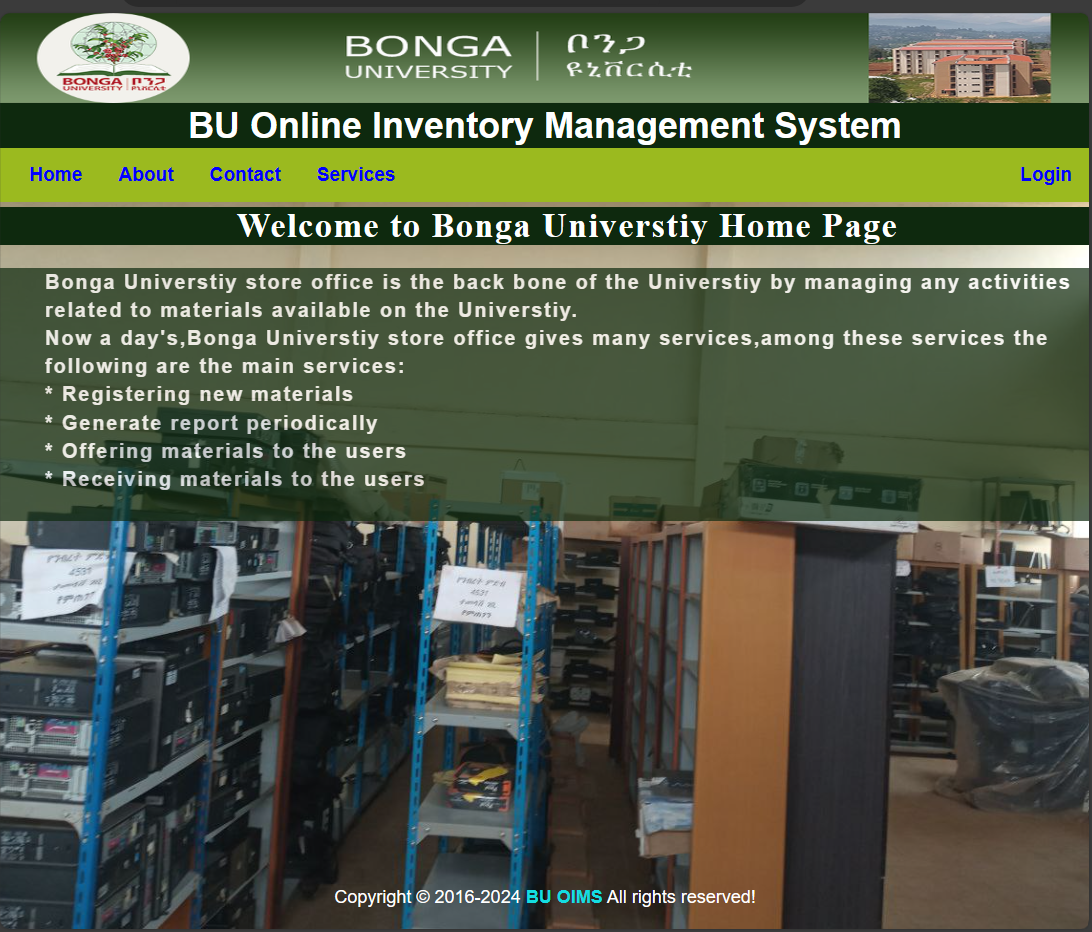 BONGA
UNIVERSITY
ቦንጋ
ዩኒቨርሲቲ
BONGA
UNIVERSITY
ቦንጋ
ዩኒቨርሲቲ
BU Online Inventory Management System
Home About Contact Services Login
Welcome to Bonga Universtiy Home Page
Bonga Universtiy store office is the back bone of the Universtiy by managing any activities
related to materials available on the Universtiy.
Now a day's,Bonga Universtiy store office gives many services,among these services the
following are the main services:
* Registering new materials
* Generate report periodically
* Offering materials to the users
* Receiving materials to the users
4531
4531
Copyright © 2016-2024 BU OIMS All rights reserved!